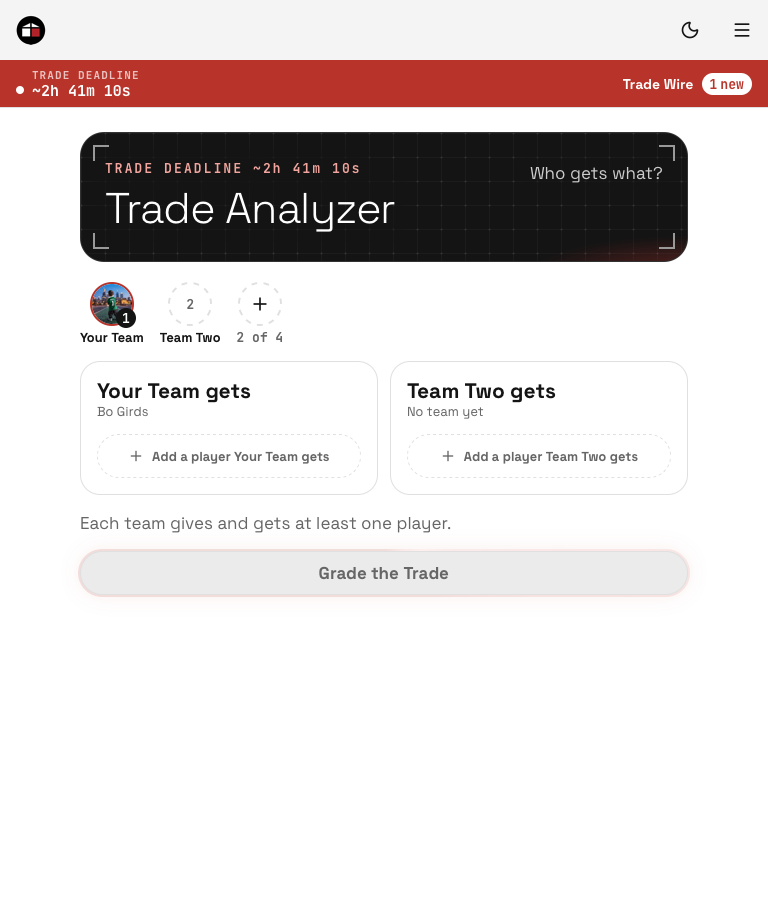 TRADE DEADLINE
~2h 41m 10s
Trade Wire 1 new
TRADE DEADLINE ~2h 41m 10s
Who gets what?
Trade Analyzer
1
2
Your Team
Team Two
2 of 4
Your Team gets
Bo Girds
Add a player Your Team gets
Team Two gets
No team yet
Add a player Team Two gets
Each team gives and gets at least one player.
Grade the Trade